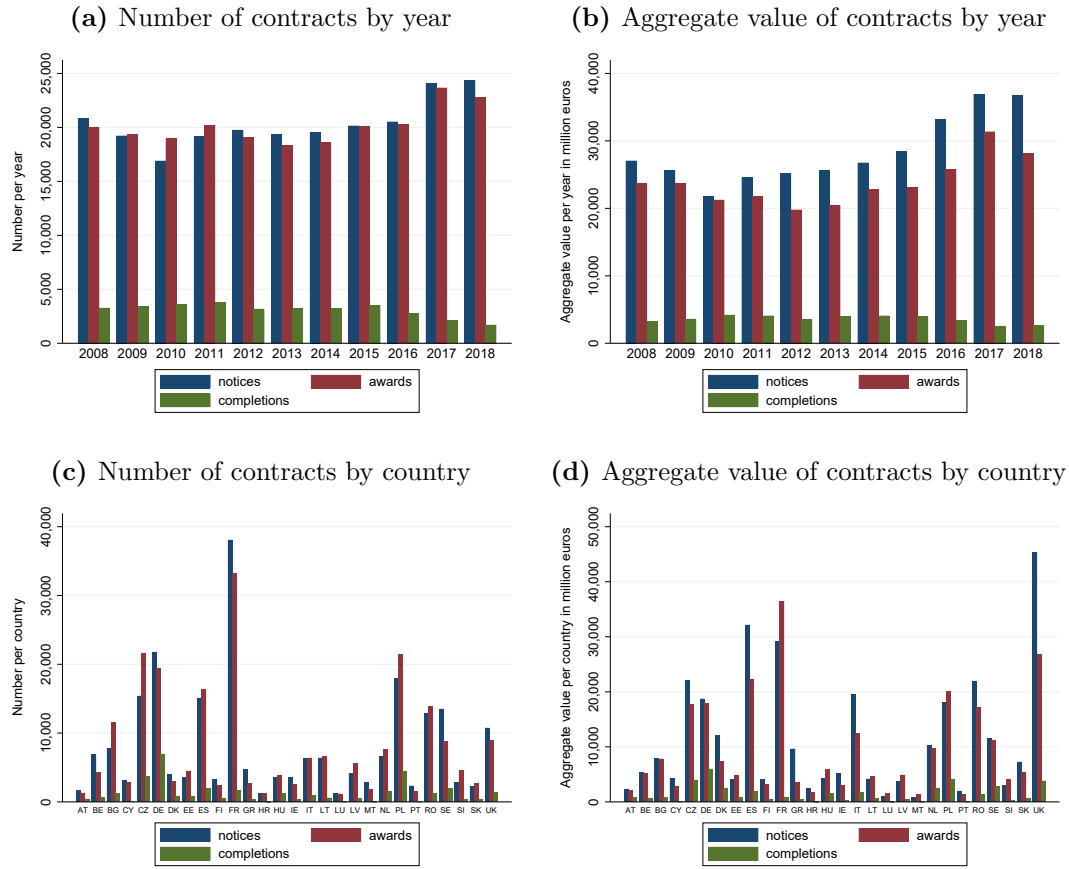 (a) Number of contracts by year
Number per year
25,000
20,000
15,000
10,000
5,000
0
2008 2009 2010 2011 2012 2013 2014 2015 2016 2017 2018
notices awards
completions
(b) Aggregate value of contracts by year
Aggregate value per year in million euros
40,000
30,000
20,000
10,000
0
2008 2009 2010 2011 2012 2013 2014 2015 2016 2017 2018
notices awards
completions
(c) Number of contracts by country
Number per country
40,000
30,000
20,000
10,000
0
AT BE BG CY CZ DE DK EE ES FI FR GR HR HU IE IT LT LU LV MT NL PL PT RO SE SI SK UK
notices awards
completions
(d) Aggregate value of contracts by country
Aggregate value per country in million euros
50,000
40,000
30,000
20,000
10,000
0
AT BE BG CY CZ DE DK EE ES FI FR GR HR HU IE IT LT LU LV MT NL PL PT RO SE SI SK UK
notices awards
completions